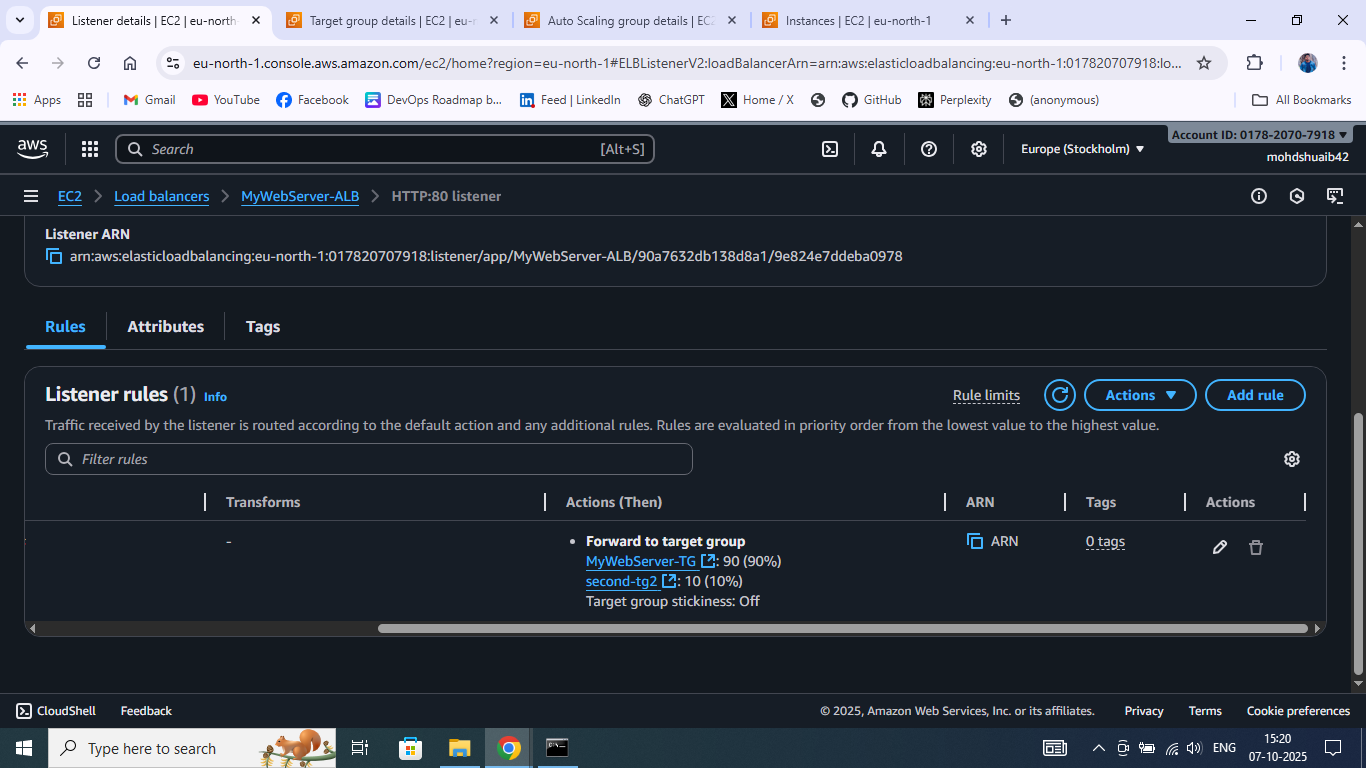 Listener details | EC2 | eu-north-
Target group details | EC2 | eu-n
Auto Scaling group details | EC2
Instances | EC2 | eu-north-1
eu-north-1.console.aws.amazon.com/ec2/home?region=eu-north-1#ELBListenerV2:loadBalancerArn=arn:aws:elasticloadbalancing:eu-north-1:017820707918:lo...
Apps
Gmail
YouTube
Facebook
DevOps Roadmap b...
Feed | LinkedIn
ChatGPT
Home / X
GitHub
Perplexity
(anonymous)
All Bookmarks
aws
Search
[Alt+S]
Europe (Stockholm)
Account ID: 0178-2070-7918
mohdshuaib42
EC2
Load balancers
MyWebServer-ALB
HTTP:80 listener
Listener ARN
arn:aws:elasticloadbalancing:eu-north-1:017820707918:listener/app/MyWebServer-ALB/90a7632db138d8a1/9e824e7ddeba0978
Rules
Attributes
Tags
Listener rules (1) Info
Rule limits
Actions
Add rule
Traffic received by the listener is routed according to the default action and any additional rules. Rules are evaluated in priority order from the lowest value to the highest value.
Filter rules
Transforms
Actions (Then)
ARN
Tags
Actions
-
• Forward to target group
MyWebServer-TG : 90 (90%)
second-tg2 : 10 (10%)
Target group stickiness: Off
ARN
0 tags
CloudShell
Feedback
© 2025, Amazon Web Services, Inc. or its affiliates.
Privacy
Terms
Cookie preferences
Type here to search
ENG
15:20
07-10-2025